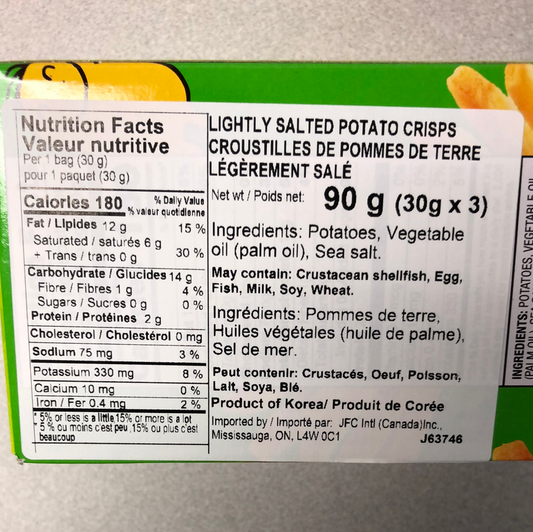 Nutrition Facts
Valeur nutritive
Per 1 bag (30 g)
pour 1 paquet (30 g)
Calories 180 % Daily Value
% valeur quotidienne
Fat / Lipides 12 g 15 %
Saturated / saturés 6 g
+ Trans / trans 0 g 30 %
Carbohydrate / Glucides 14 g
Fibre / Fibres 1 g 4 %
Sugars / Sucres 0 g 0 %
Protein / Protéines 2 g
Cholesterol / Cholestérol 0 mg
Sodium 75 mg 3 %
Potassium 330 mg 8 %
Calcium 10 mg 0 %
Iron / Fer 0.4 mg 2 %
* 5% or less is a little 15% or more is a lot
* 5 % ou moins c'est peu ,15% ou plus c'est
beaucoup
LIGHTLY SALTED POTATO CRISPS
CROUSTILLES DE POMMES DE TERRE
LÉGÈREMENT SALÉ
Net wt / Poids net: 90 g (30g x 3)
Ingredients: Potatoes, Vegetable
oil (palm oil), Sea salt.
May contain: Crustacean shellfish, Egg,
Fish, Milk, Soy, Wheat.
Ingrédients: Pommes de terre,
Huiles végétales (huile de palme),
Sel de mer.
Peut contenir: Crustacés, Oeuf, Poisson,
Lait, Soya, Blé.
Product of Korea/ Produit de Corée
Imported by / Importé par: JFC Intl (Canada)Inc.,
Mississauga, ON, L4W 0C1 J63746
INGREDIENTS: POTATOES, VEGETABLE OIL
(PALM OIL),